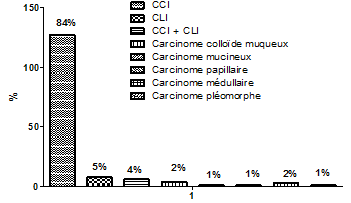 150
100
50
0
%
CCI
CLI
CCI + CLI
Carcinome colloïde muqueux
Carcinome mucineux
Carcinome papillaire
Carcinome médullaire
Carcinome pléomorphe
84%
5%
4%
2%
1%
1%
2%
1%
1